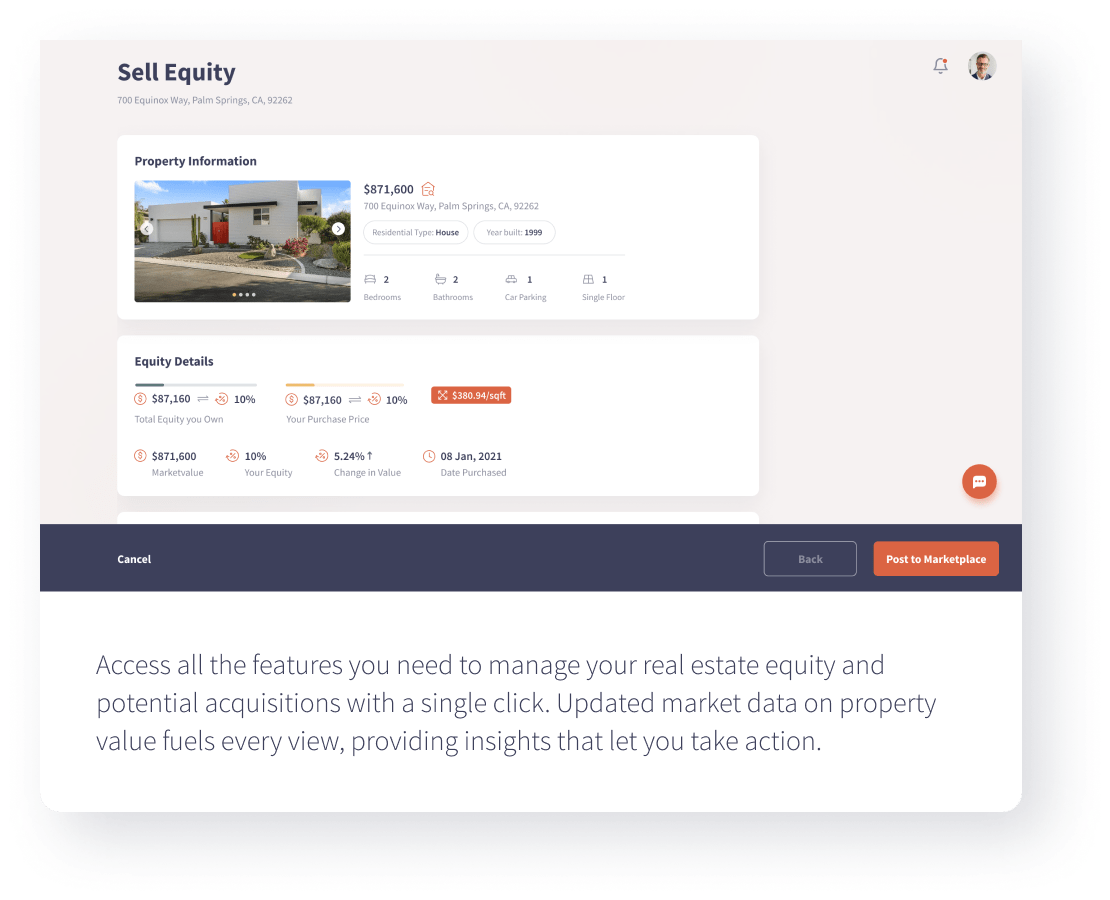 Sell Equity
700 Equinox Way, Palm Springs, CA, 92262
Property Information
$871,600
700 Equinox Way, Palm Springs, CA, 92262
Residential Type: House Year built: 1999
2 2 1 1
Bedrooms Bathrooms Car Parking Single Floor
Equity Details
$87,160 10% $87,160 10% $380.94/sqft
Total Equity you Own Your Purchase Price
$871,600 10% 5.24% ↑ 08 Jan, 2021
Marketvalue Your Equity Change in Value Date Purchased
Cancel Back Post to Marketplace
Access all the features you need to manage your real estate equity and
potential acquisitions with a single click. Updated market data on property
value fuels every view, providing insights that let you take action.